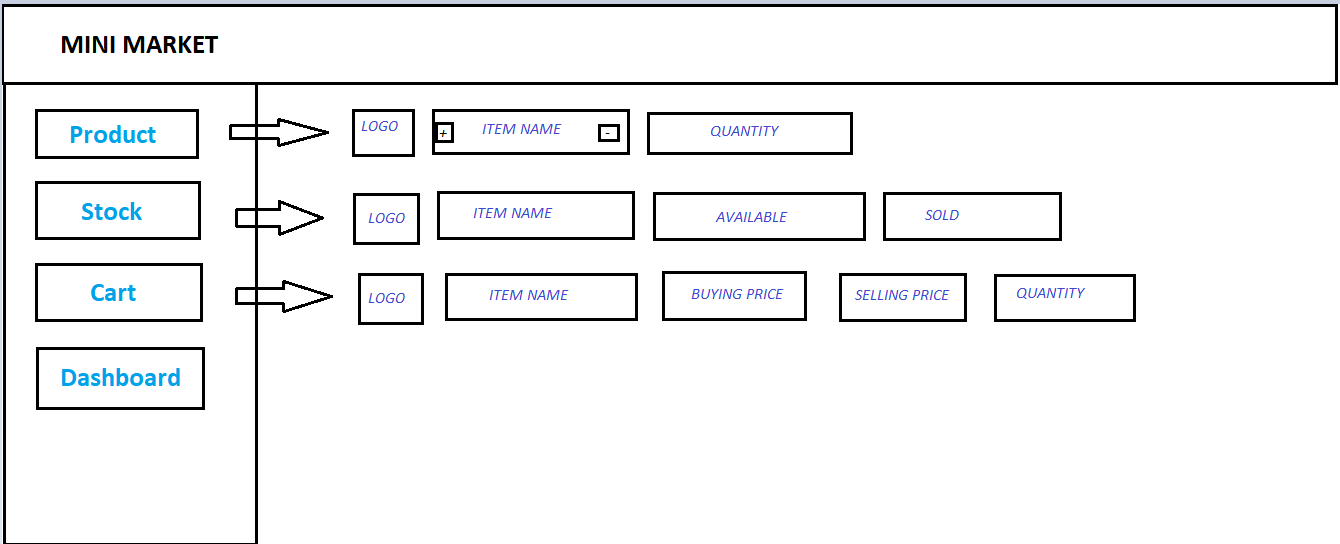 MINI MARKET
Product
LOGO
+ ITEM NAME -
QUANTITY
Stock
LOGO
ITEM NAME
AVAILABLE
SOLD
Cart
LOGO
ITEM NAME
BUYING PRICE
SELLING PRICE
QUANTITY
Dashboard